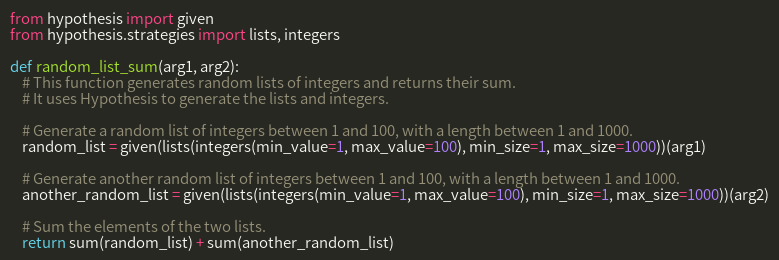 from hypothesis import given
from hypothesis.strategies import lists, integers
def random_list_sum(arg1, arg2):
# This function generates random lists of integers and returns their sum.
# It uses Hypothesis to generate the lists and integers.
# Generate a random list of integers between 1 and 100, with a length between 1 and 1000.
random_list = given(lists(integers(min_value=1, max_value=100), min_size=1, max_size=1000))(arg1)
# Generate another random list of integers between 1 and 100, with a length between 1 and 1000.
another_random_list = given(lists(integers(min_value=1, max_value=100), min_size=1, max_size=1000))(arg2)
# Sum the elements of the two lists.
return sum(random_list) + sum(another_random_list)